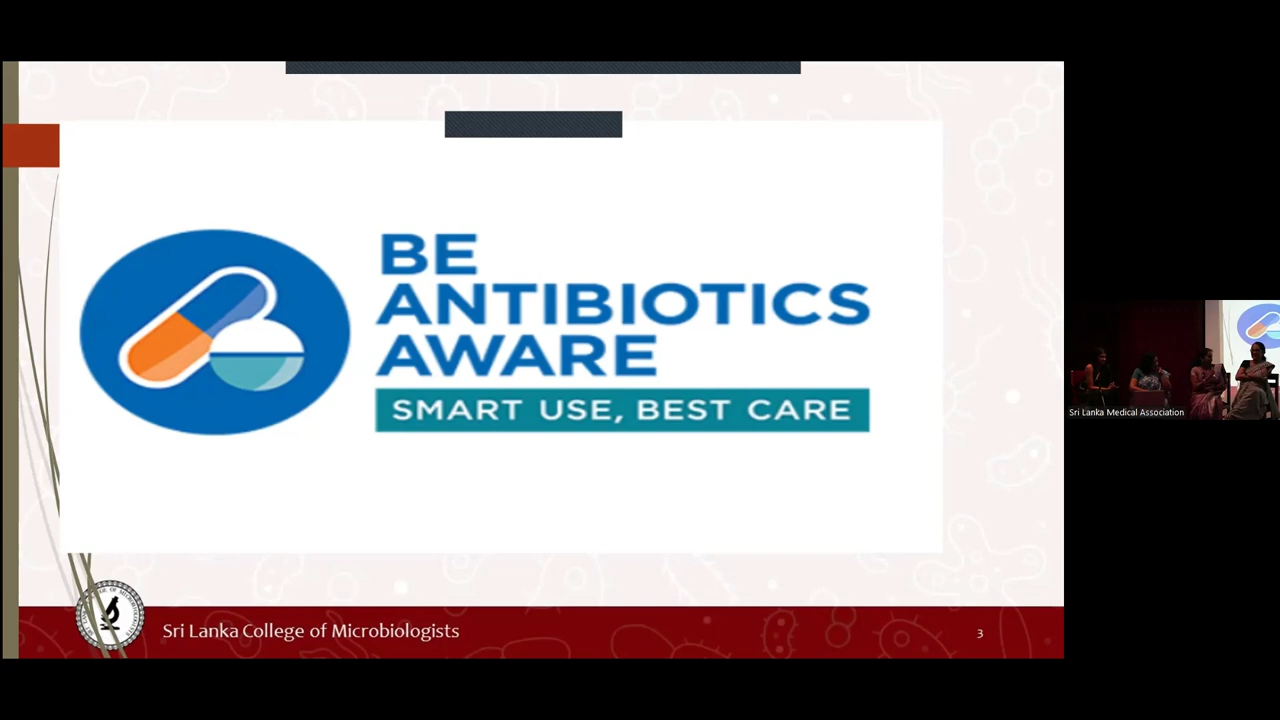 BE
ANTIBIOTICS
AWARE
SMART USE, BEST CARE
Sri Lanka Medical Association
Sri Lanka College of Microbiologists
3